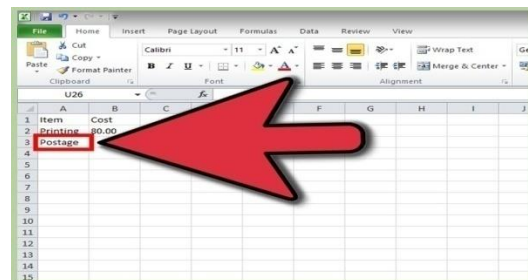 File Home Insert Page Layout Formulas Data Review View
Cut
Copy
Format Painter
Paste
Calibri 11 A A
B I U A
Wrap Text
Merge & Center
Ge
Clipboard Font Alignment
U26 fx
A B C F G H I J
1 Item Cost
2 Printing 80.00
3 Postage
4
5
6
7
8
9
10
11
12
13
14
15